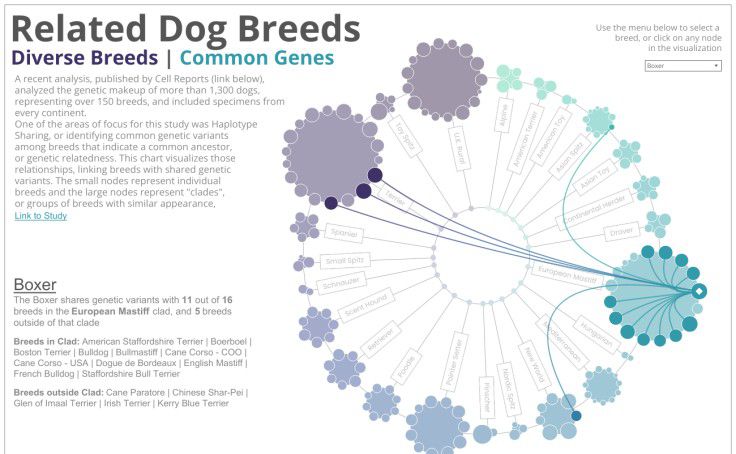 Related Dog Breeds
Diverse Breeds | Common Genes
Use the menu below to select a
breed, or click on any node
in the visualization
Boxer
A recent analysis, published by Cell Reports (link below),
analyzed the genetic makeup of more than 1,300 dogs,
representing over 150 breeds, and included specimens from
every continent.
One of the areas of focus for this study was Haplotype
Sharing, or identifying common genetic variants
among breeds that indicate a common ancestor,
or genetic relatedness. This chart visualizes those
relationships, linking breeds with shared genetic
variants. The small nodes represent individual
breeds and the large nodes represent "clades",
or groups of breeds with similar appearance,
Link to Study
Boxer
The Boxer shares genetic variants with 11 out of 16
breeds in the European Mastiff clad, and 5 breeds
outside of that clade
Breeds in Clad: American Staffordshire Terrier | Boerboel |
Boston Terrier | Bulldog | Bullmastiff | Cane Corso - COO |
Cane Corso - USA | Dogue de Bordeaux | English Mastiff |
French Bulldog | Staffordshire Bull Terrier
Breeds outside Clad: Cane Paratore | Chinese Shar-Pei |
Glen of Imaal Terrier | Irish Terrier | Kerry Blue Terrier
Alpine
American Terrier
American Toy
Asian Spitz
Asian Toy
Continental Herder
Drover
European Mastiff
Hungarian
Mediterranean
New World
Nordic Spitz
Pinscher
Pointer Setter
Poodle
Retriever
Scent Hound
Schnauzer
Small Spitz
Spaniel
Terrier
Toy Spitz
U.K. Rural